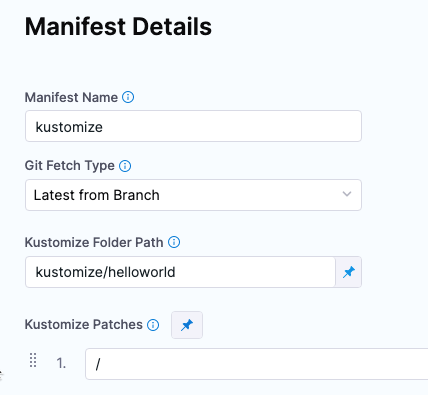 Manifest Details
Manifest Name
kustomize
Git Fetch Type
Latest from Branch
Kustomize Folder Path
kustomize/helloworld
Kustomize Patches
1. /